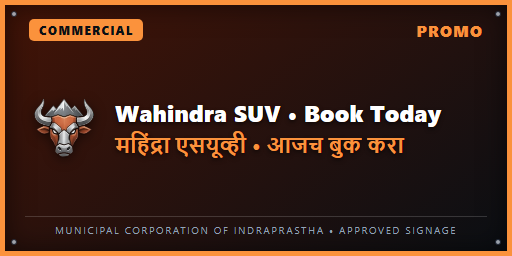 COMMERCIAL
PROMO
Wahindra SUV • Book Today
महिंद्रा एसयूव्ही • आजच बुक करा
MUNICIPAL CORPORATION OF INDRAPRASTHA • APPROVED SIGNAGE